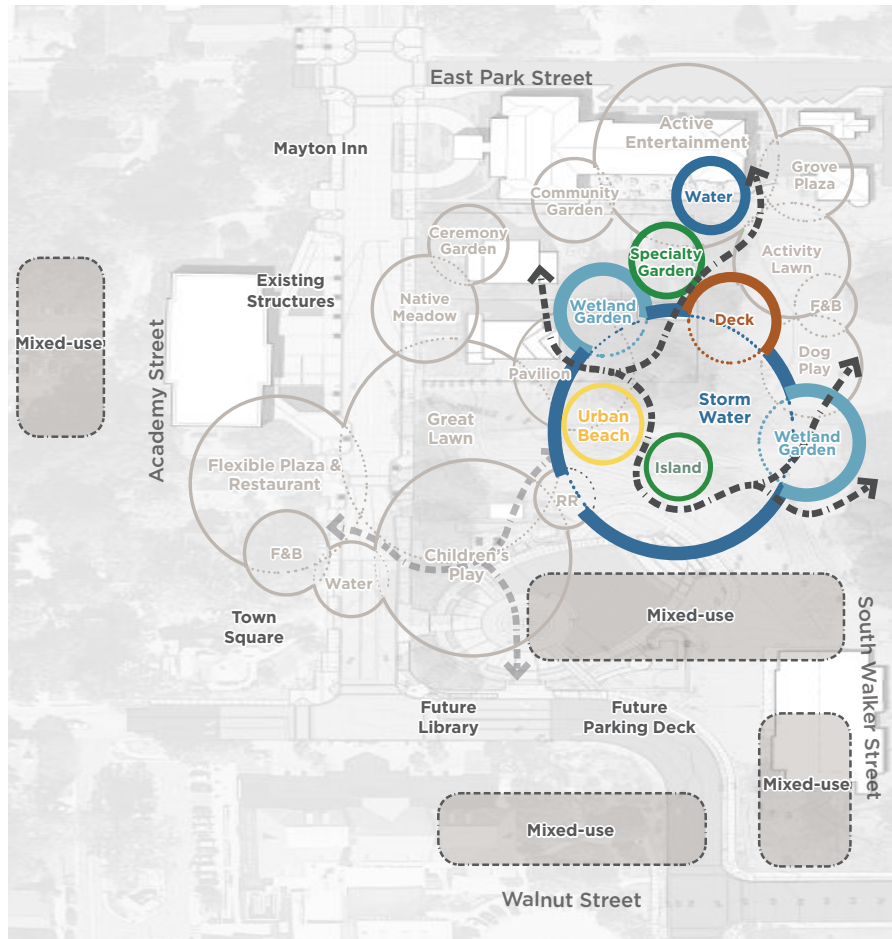 East Park Street
Active
Entertainment
Mayton Inn
Grove
Plaza
Community
Garden
Water
Ceremony
Garden
Specialty
Garden
Activity
Lawn
Existing
Structures
Native
Meadow
Wetland
Garden
Deck
F&B
Mixed-use
Academy Street
Pavilion
Dog
Play
Storm
Water
Great
Lawn
Urban
Beach
Wetland
Garden
Flexible Plaza &
Restaurant
Island
RR
F&B
Water
Children's
Play
Town
Square
Mixed-use
South Walker Street
Future
Library
Future
Parking Deck
Mixed-use
Mixed-use
Walnut Street